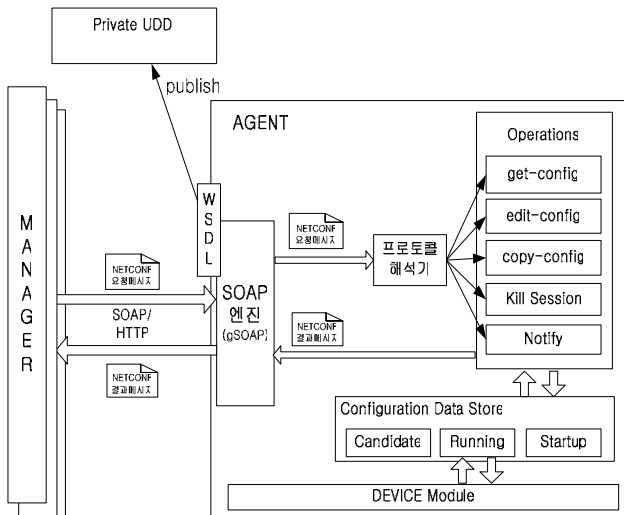 Private UDD
publish
AGENT
MANAGER
WSDL
NETCONF
요청메시지
SOAP/
HTTP
NETCONF
결과메시지
SOAP
엔진
(gSOAP)
NETCONF
요청메시지
NETCONF
결과메시지
프로토콜
해석기
Operations
get-config
edit-config
copy-config
Kill Session
Notify
Configuration Data Store
Candidate
Running
Startup
DEVICE Module